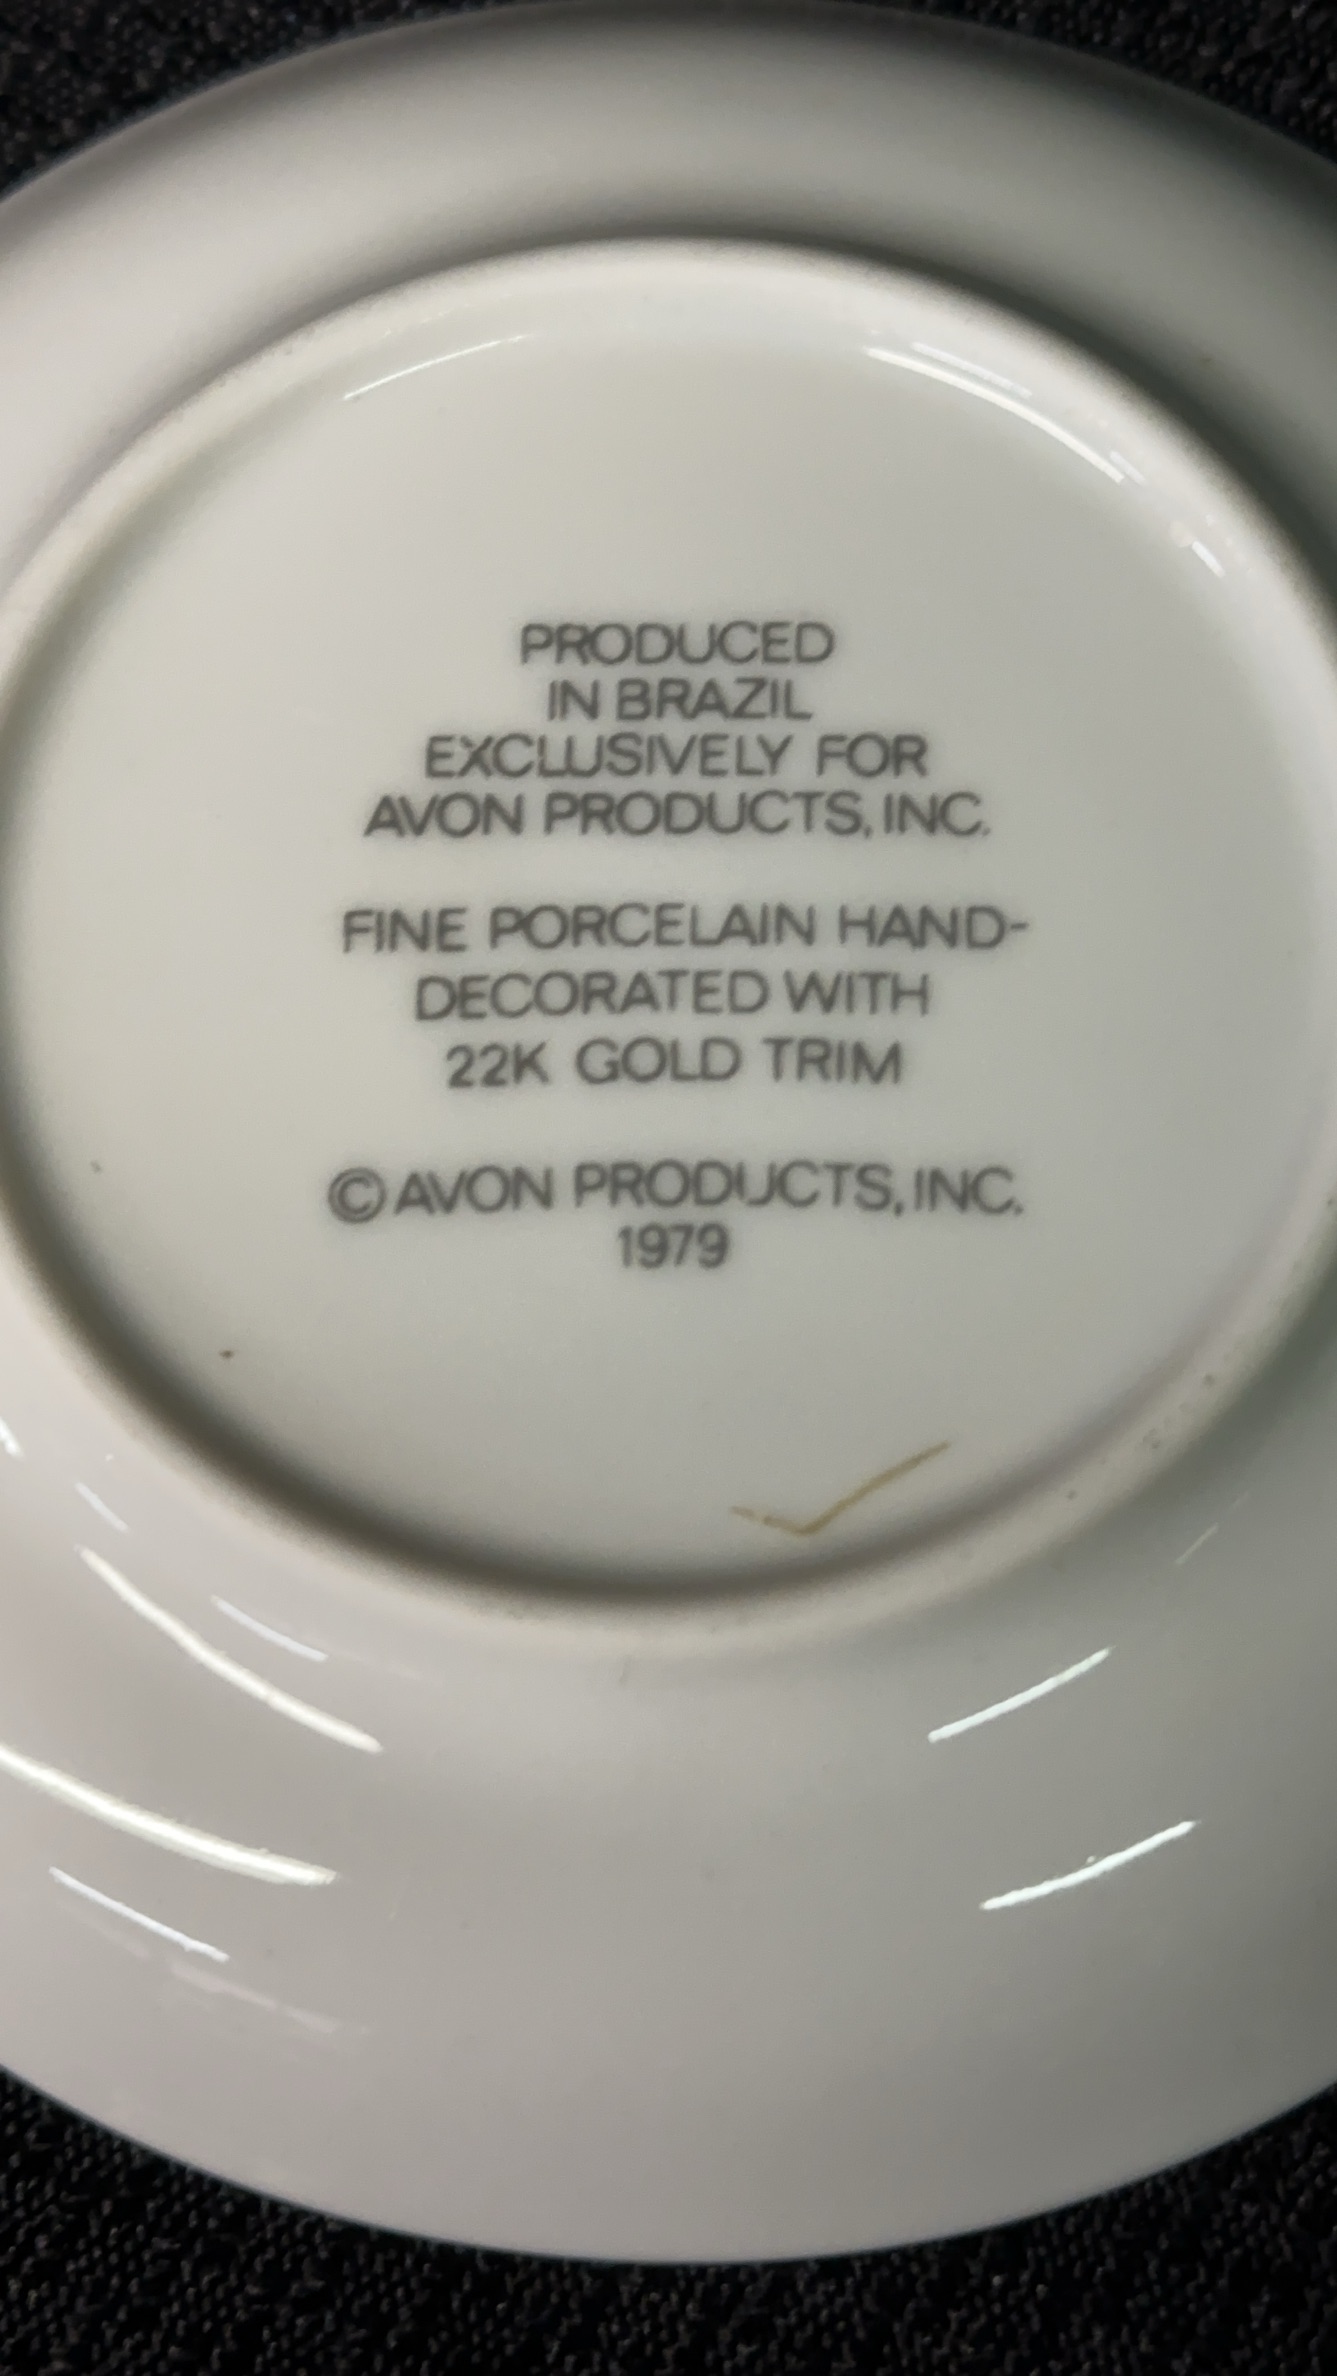 PRODUCED
IN BRAZIL
EXCLUSIVELY FOR
AVON PRODUCTS, INC.
FINE PORCELAIN HAND-
DECORATED WITH
22K GOLD TRIM
© AVON PRODUCTS, INC.
1979